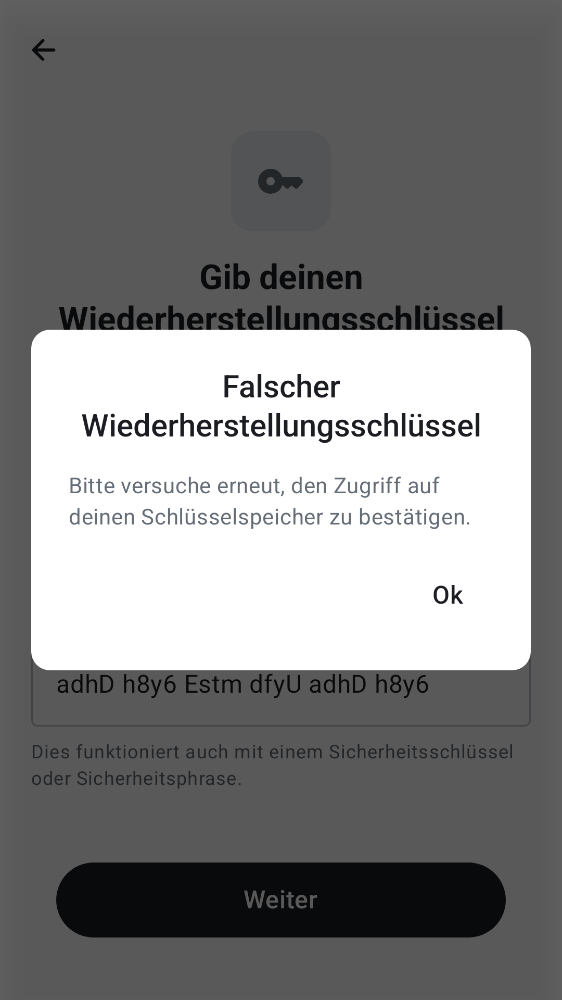 Gib deinen
Wiederherstellungsschlüssel
Falscher
Wiederherstellungsschlüssel
Bitte versuche erneut, den Zugriff auf
deinen Schlüsselspeicher zu bestätigen.
Ok
adhD h8y6 Estm dfyU adhD h8y6
Dies funktioniert auch mit einem Sicherheitsschlüssel
oder Sicherheitsphrase.
Weiter